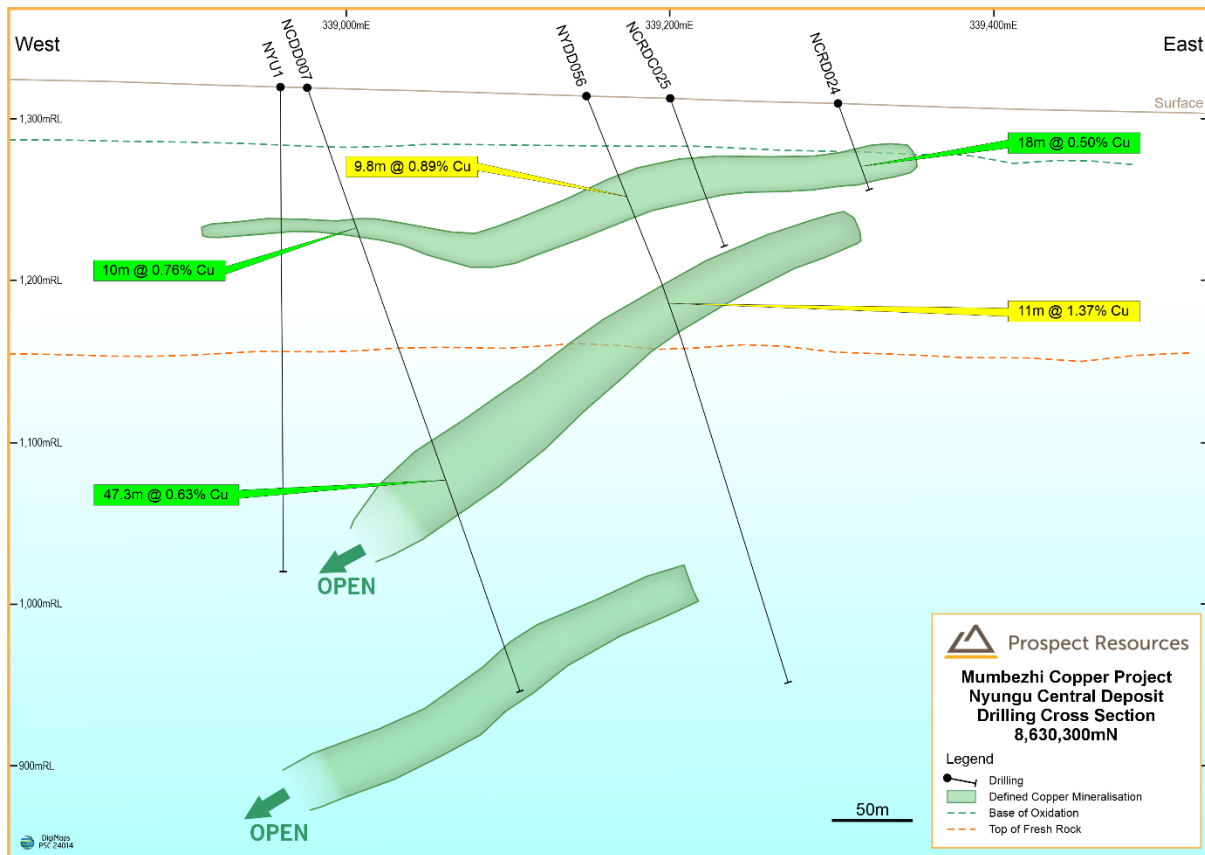 339,000mE
339,200mE
339,400mE
West
East
NYU1
NCDD007
NYDD056
NCRDC025
NCRD024
Surface
1,300mRL
18m @ 0.50% Cu
9.8m @ 0.89% Cu
10m @ 0.76% Cu
1,200mRL
11m @ 1.37% Cu
1,100mRL
47.3m @ 0.63% Cu
OPEN
1,000mRL
900mRL
OPEN
50m
Prospect Resources
Mumbezhi Copper Project
Nyungu Central Deposit
Drilling Cross Section
8,630,300mN
Legend
Drilling
Defined Copper Mineralisation
Base of Oxidation
Top of Fresh Rock
DigiMaps
PSC 24014